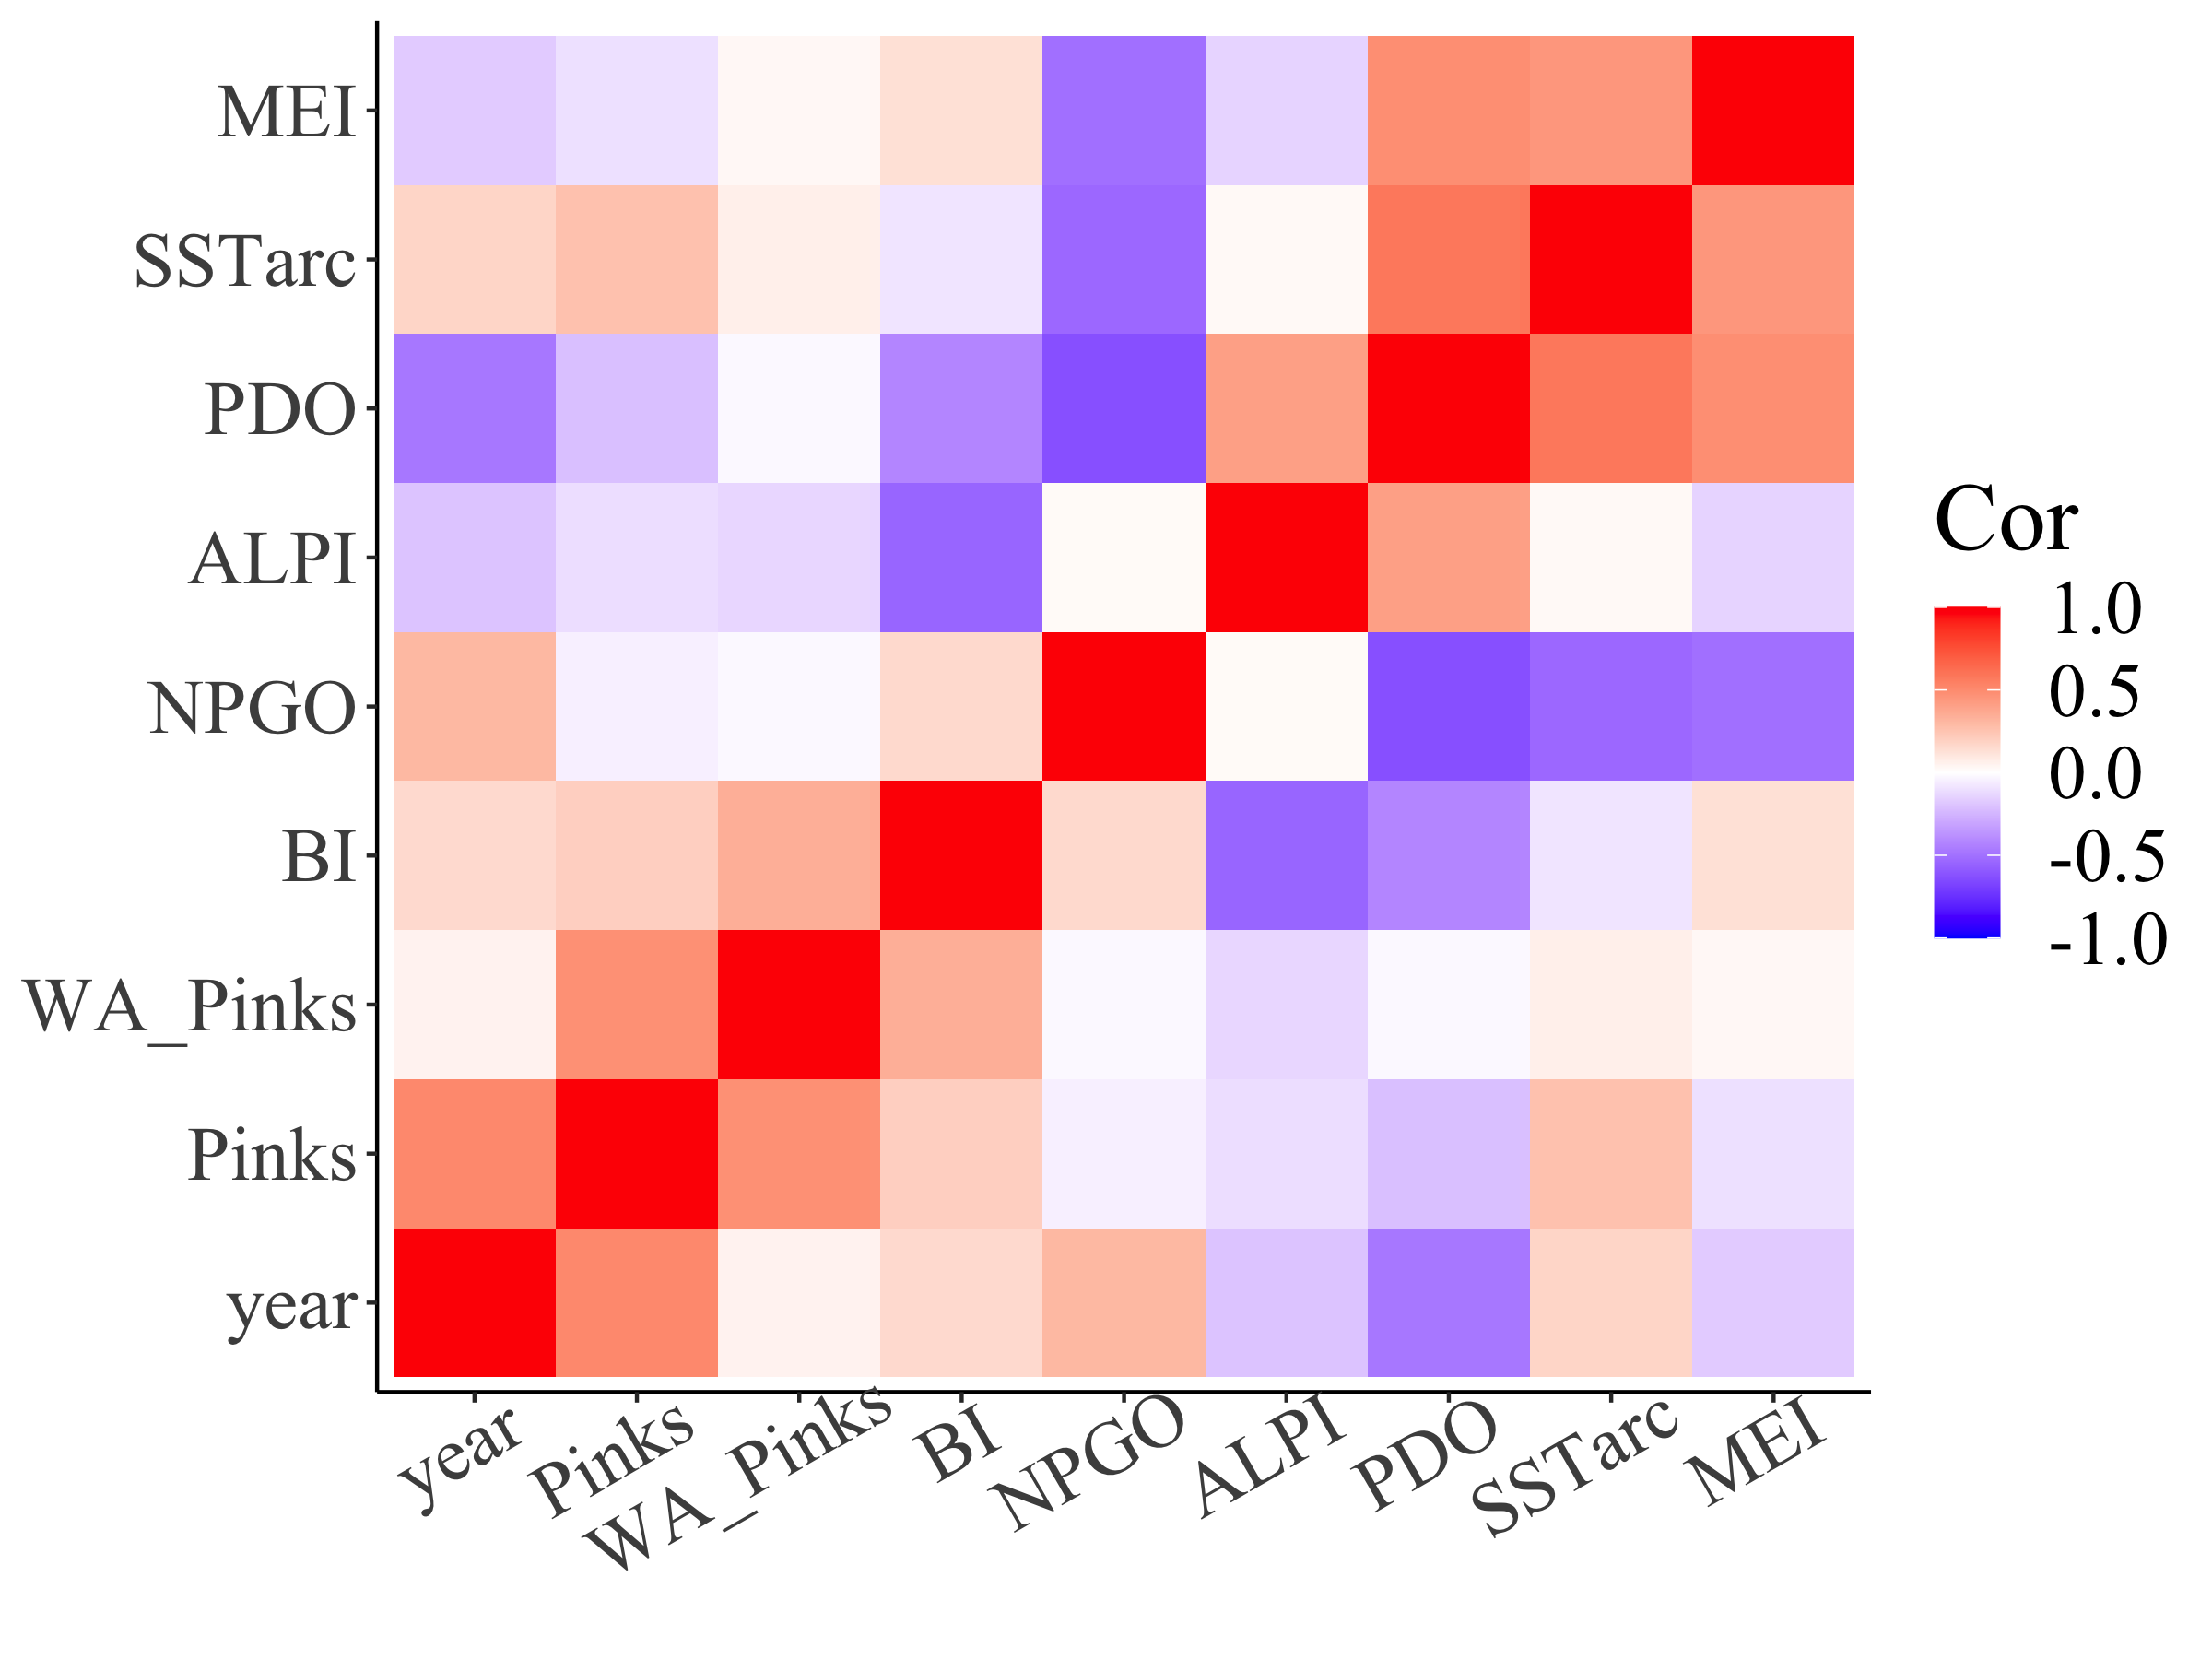 MEI
SSTarc
PDO
ALPI
NPGO
BI
WA_Pinks
Pinks
year
year
Pinks
WA_Pinks
BI
NPGO
ALPI
PDO
SSTarc
MEI
Cor
1.0
0.5
0.0
-0.5
-1.0